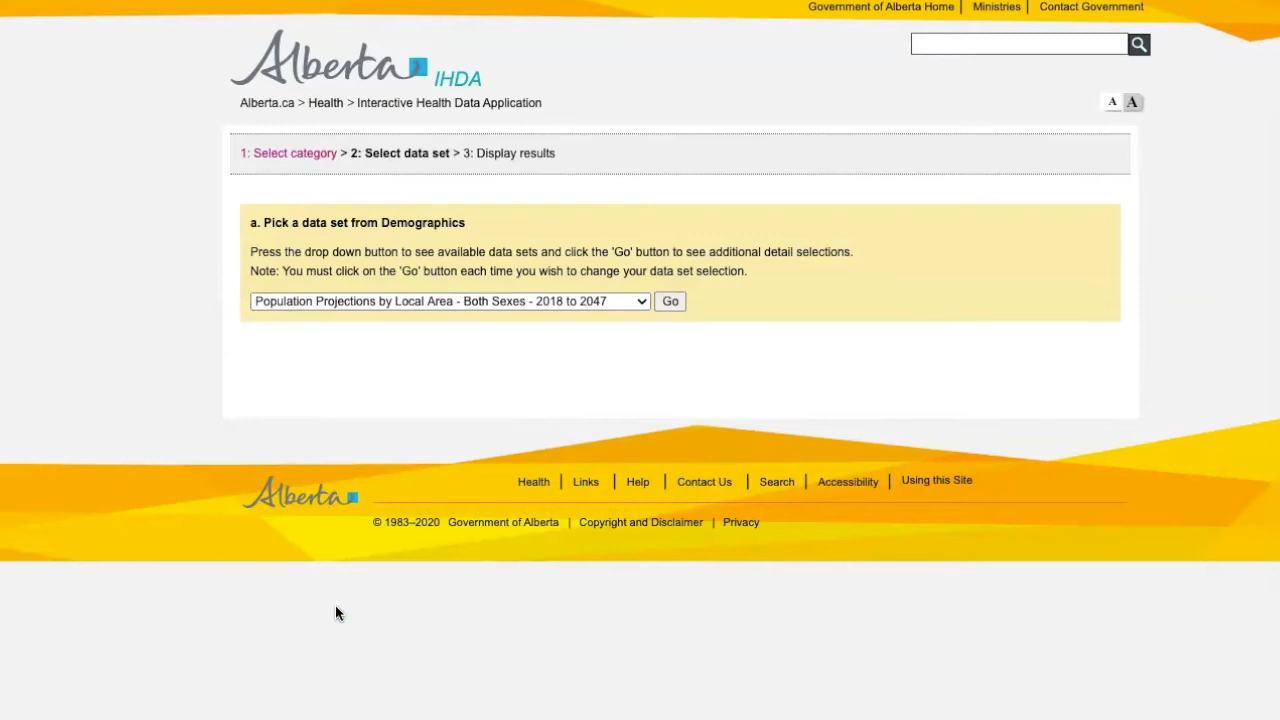 Government of Alberta Home | Ministries | Contact Government
Alberta IHDA
Alberta.ca > Health > Interactive Health Data Application
A A
1: Select category > 2: Select data set > 3: Display results
a. Pick a data set from Demographics
Press the drop down button to see available data sets and click the 'Go' button to see additional detail selections.
Note: You must click on the 'Go' button each time you wish to change your data set selection.
Population Projections by Local Area - Both Sexes - 2018 to 2047 Go
Alberta
Health | Links | Help | Contact Us | Search | Accessibility | Using this Site
© 1983–2020 Government of Alberta | Copyright and Disclaimer | Privacy